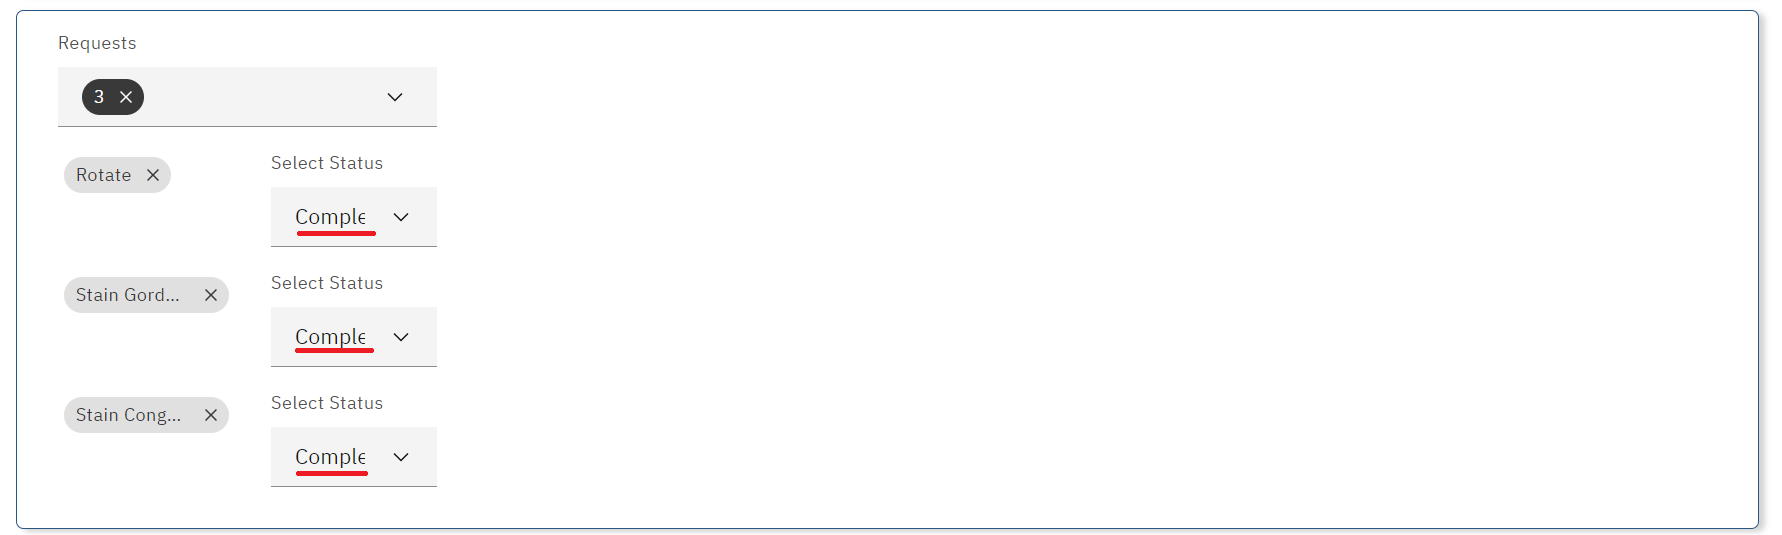 Requests
3
Rotate
Select Status
Comple
Stain Gord...
Select Status
Comple
Stain Cong...
Select Status
Comple